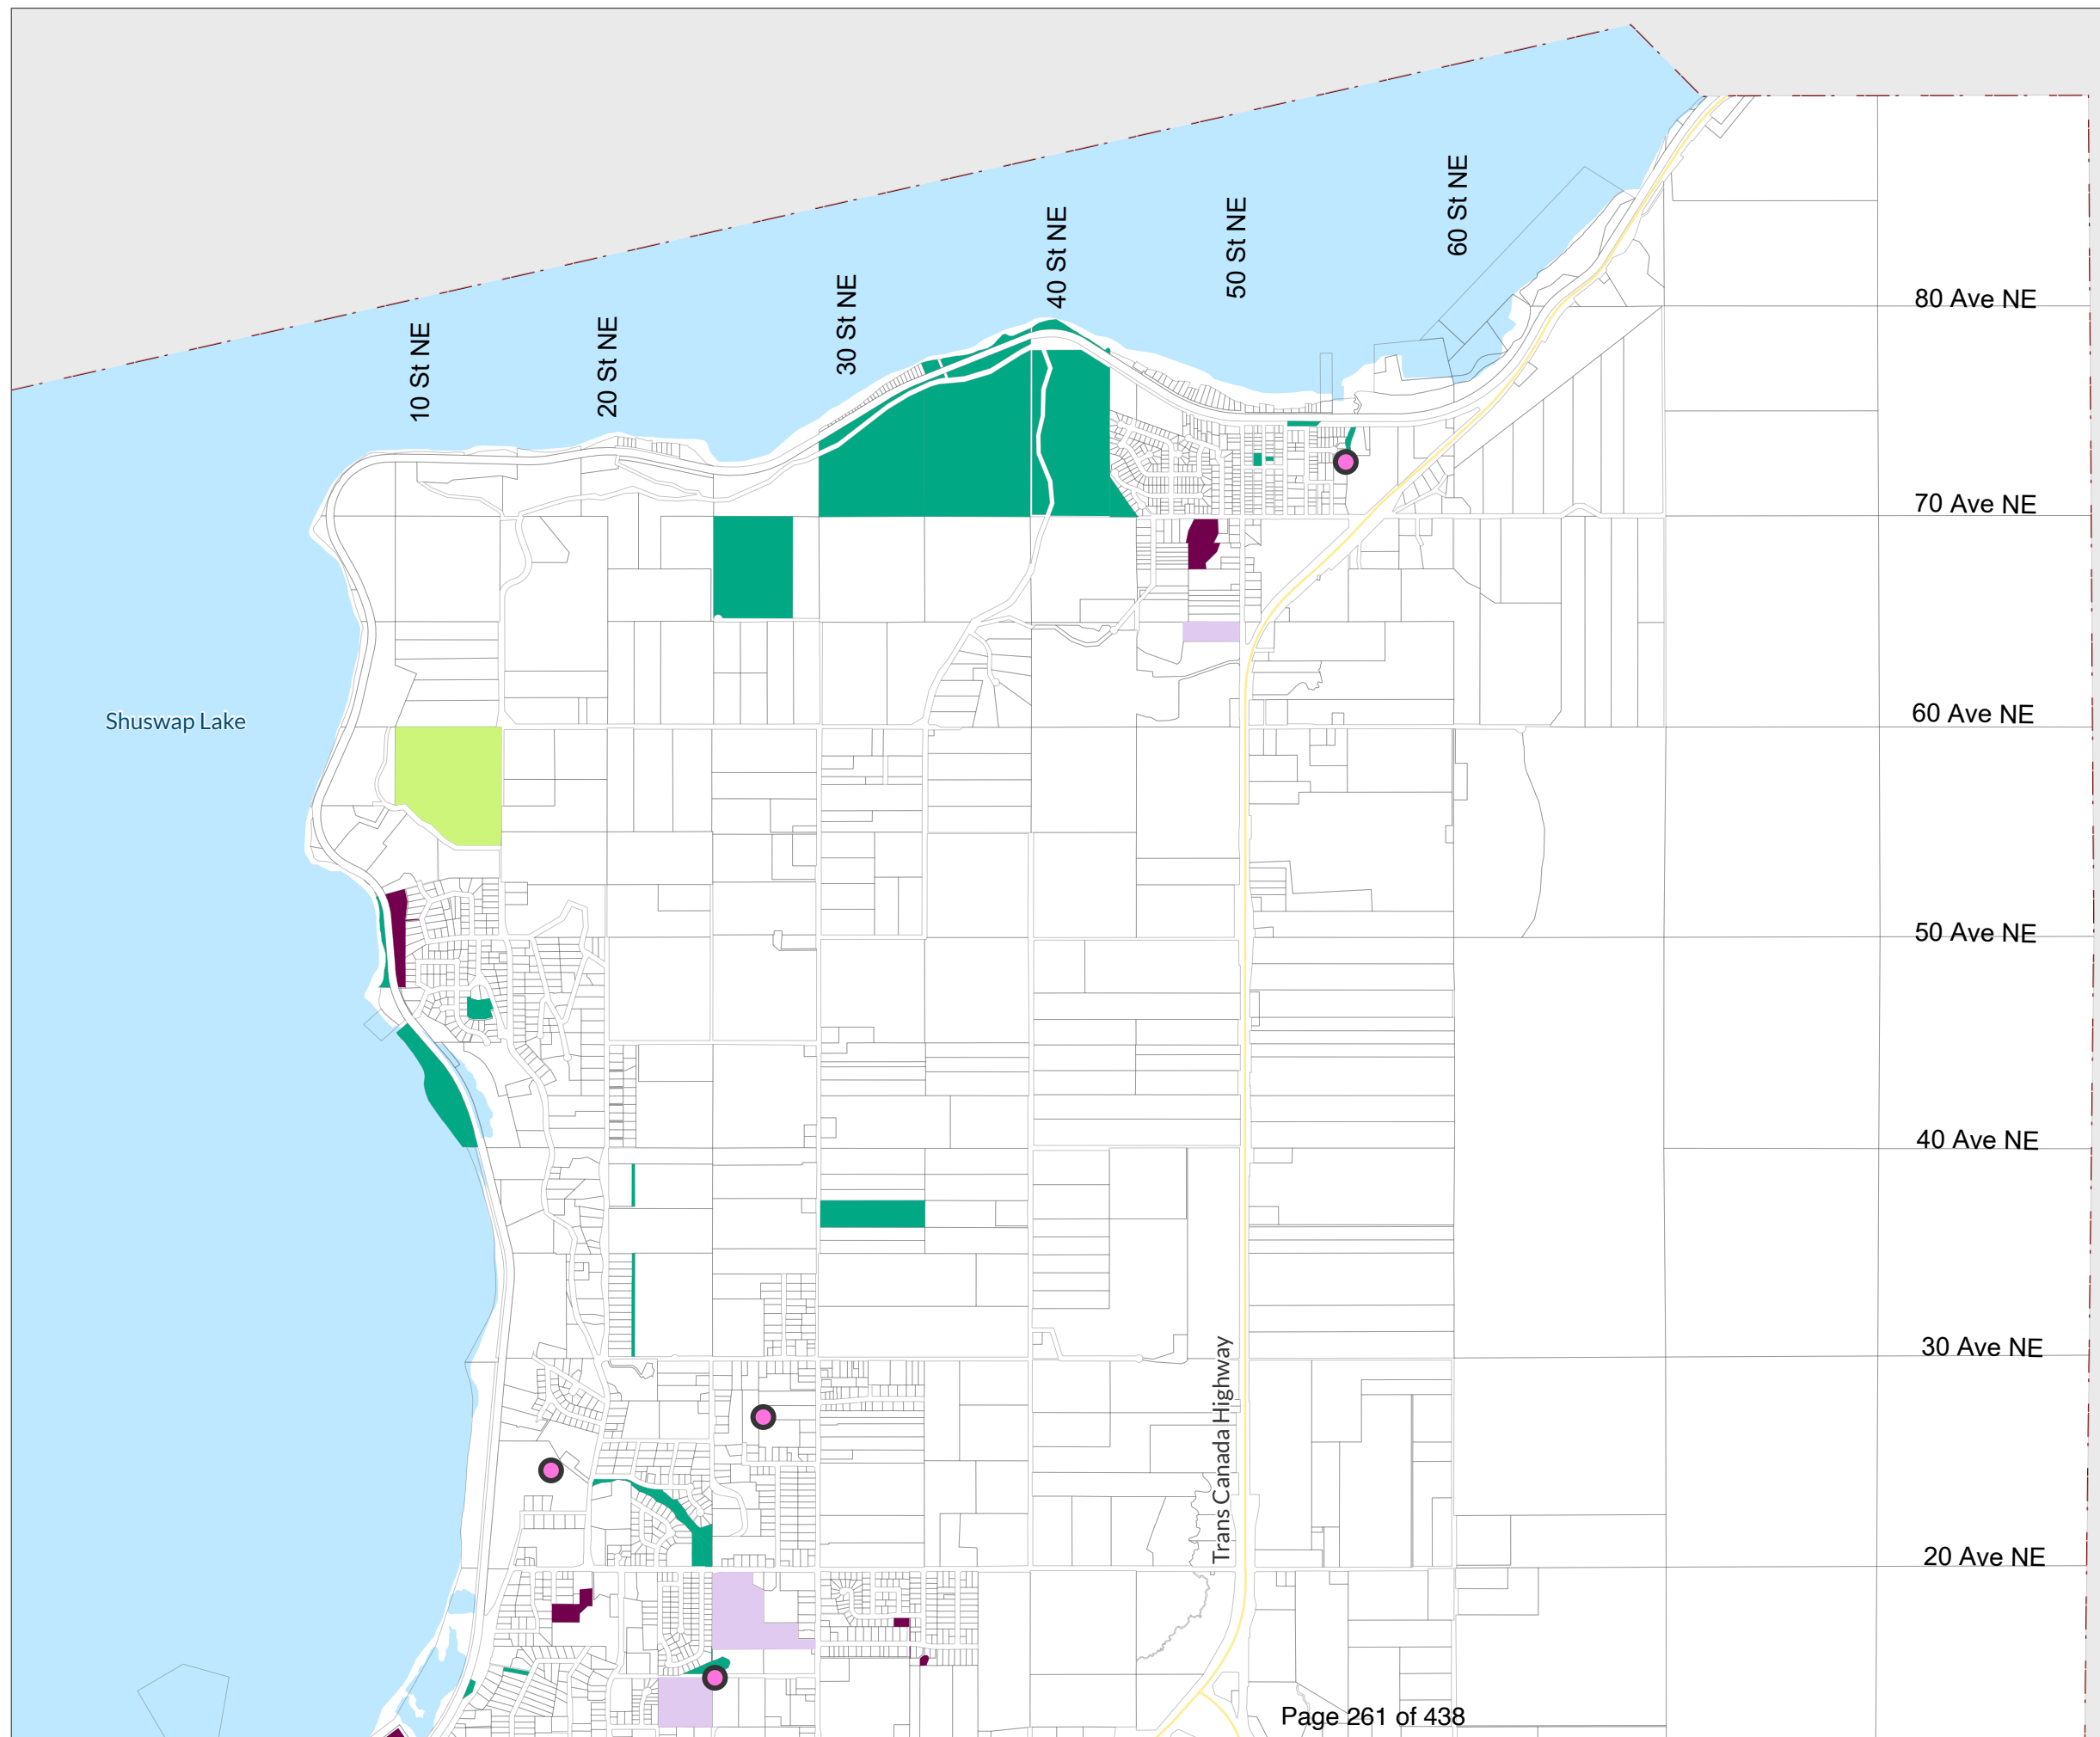 60 St NE
50 St NE
40 St NE
30 St NE
20 St NE
10 St NE
80 Ave NE
70 Ave NE
Shuswap Lake
60 Ave NE
50 Ave NE
40 Ave NE
30 Ave NE
Trans Canada Highway
20 Ave NE
Page 261 of 438